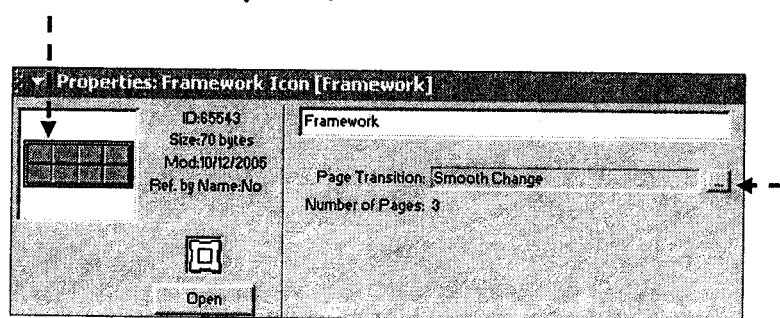 Properties: Framework Icon [Framework]
ID:65543
Size:70 bytes
Mod:10/12/2005
Ref. by Name:No
Open
Framework
Page Transition: Smooth Change
...
Number of Pages: 3